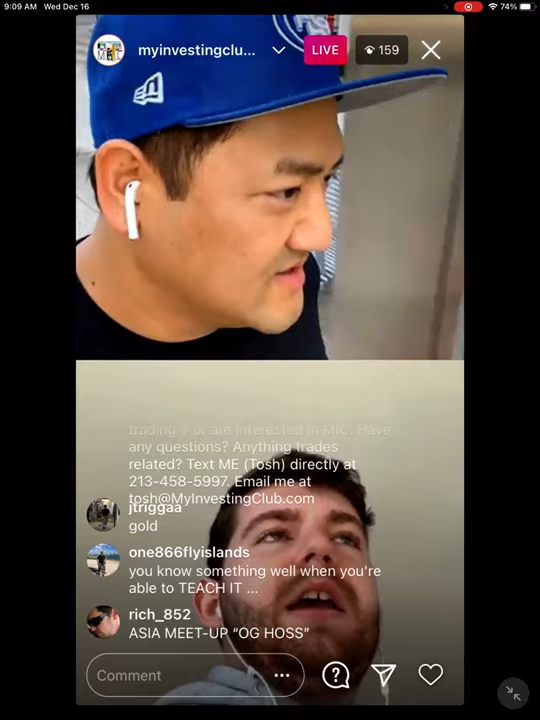 9:09 AM Wed Dec 16
74%
myinvestingclu...
LIVE
159
trading + or are interested in MIC. Have
any questions? Anything trades
related? Text ME (Tosh) directly at
213-458-5997. Email me at
tosh@MyInvestingClub.com
jtriggaa
gold
one866flyislands
you know something well when you're
able to TEACH IT ...
rich_852
ASIA MEET-UP “OG HOSS”
Comment